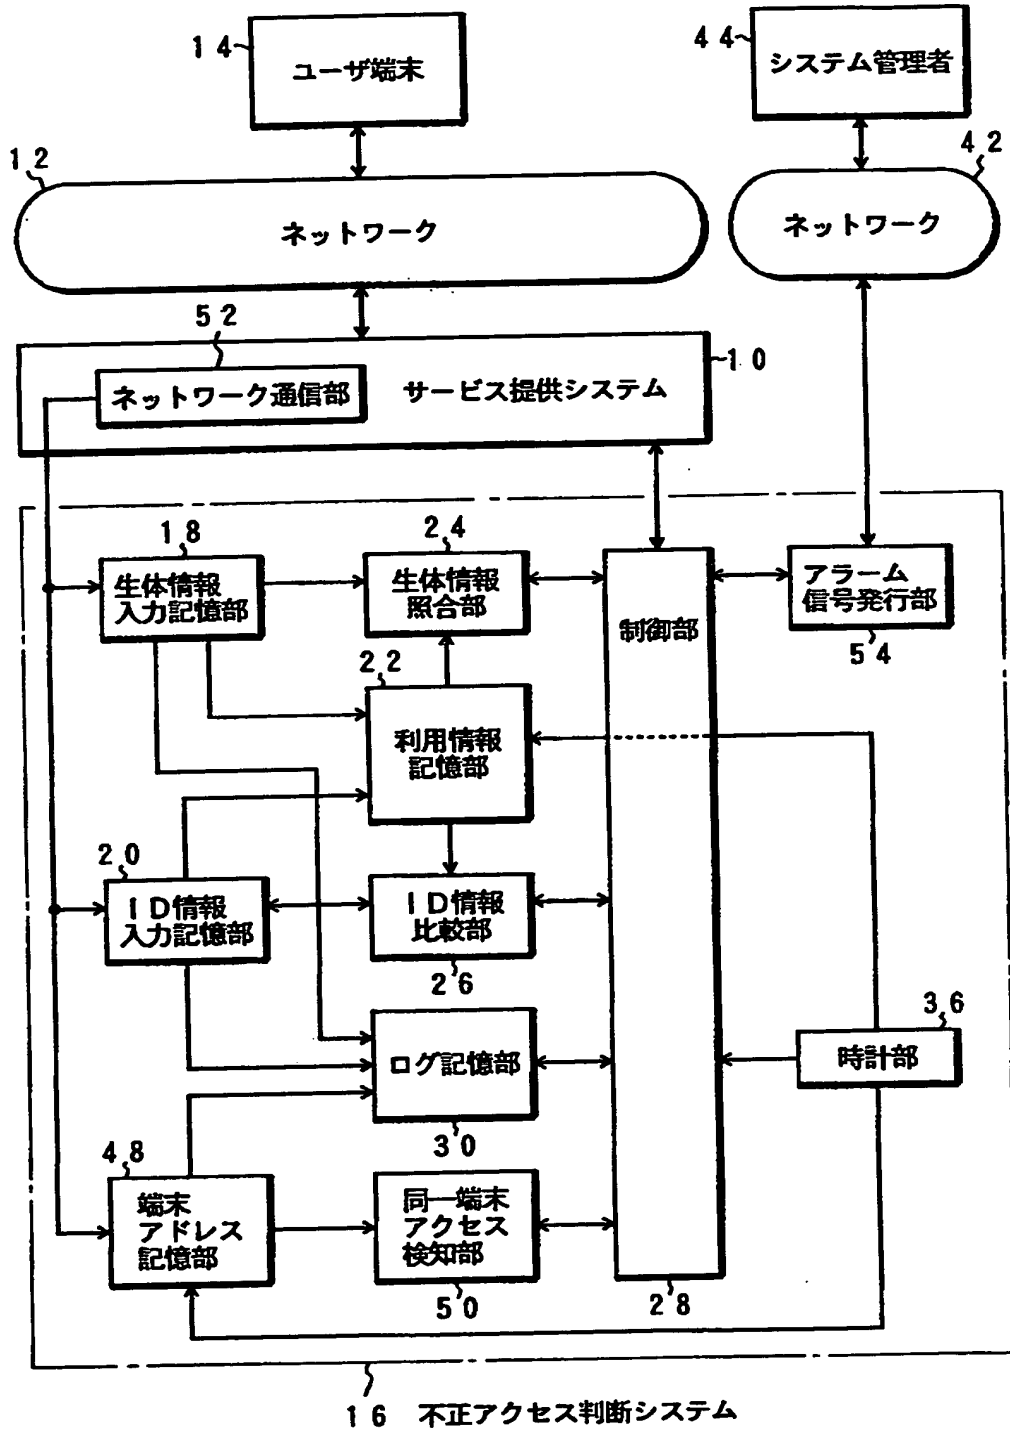 14
ユーザ端末
44
システム管理者
12
ネットワーク
42
ネットワーク
52
10
ネットワーク通信部
サービス提供システム
18
生体情報
入力記憶部
24
生体情報
照合部
制御部
アラーム
信号発行部
54
22
利用情報
記憶部
20
ID情報
入力記憶部
ID情報
比較部
26
36
時計部
ログ記憶部
30
48
端末
アドレス
記憶部
同一端末
アクセス
検知部
50
28
16 不正アクセス判断システム